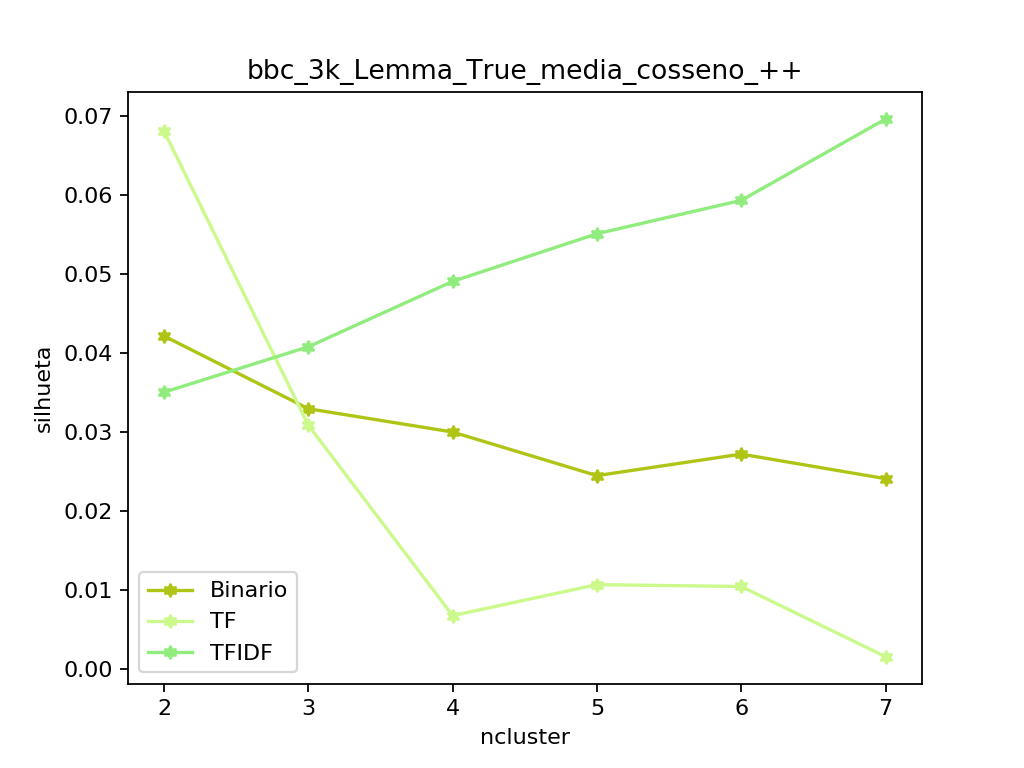 bbc_3k_Lemma_True_media_cosseno_++
silhueta
0.07
0.06
0.05
0.04
0.03
0.02
0.01
0.00
Binario
TF
TFIDF
2 3 4 5 6 7
ncluster